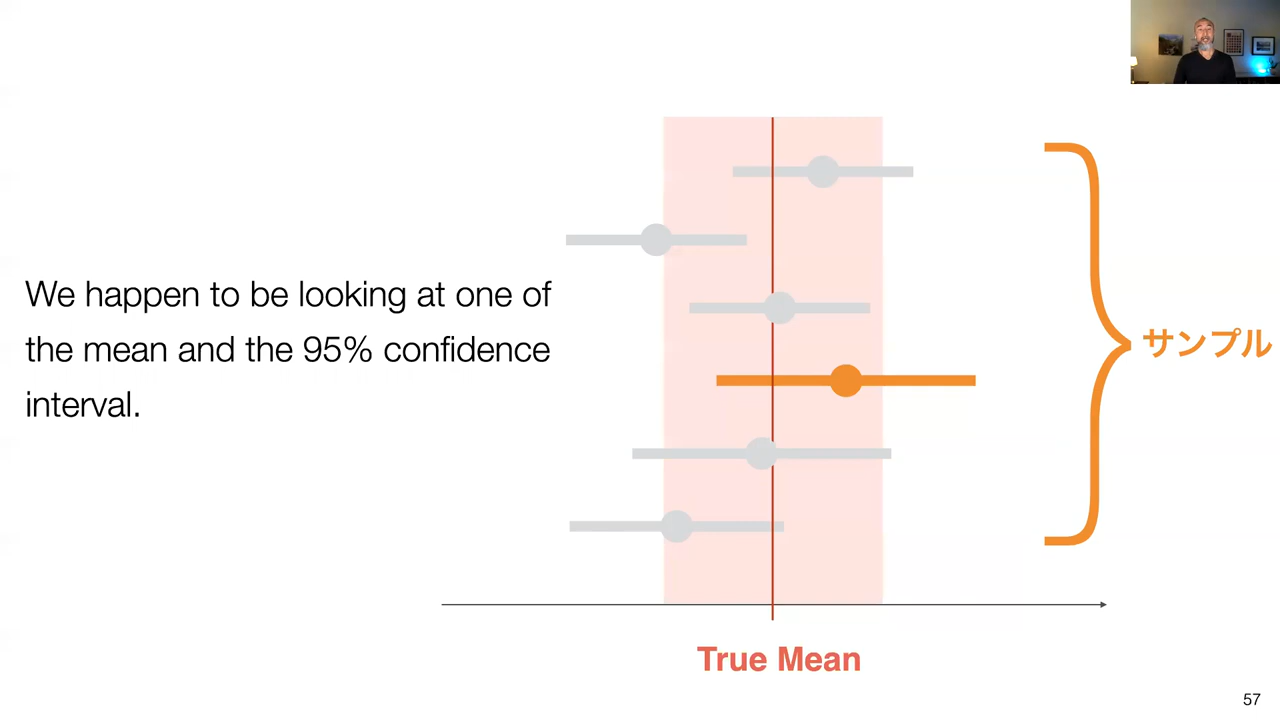 We happen to be looking at one of
the mean and the 95% confidence
interval.
サンプル
True Mean
57